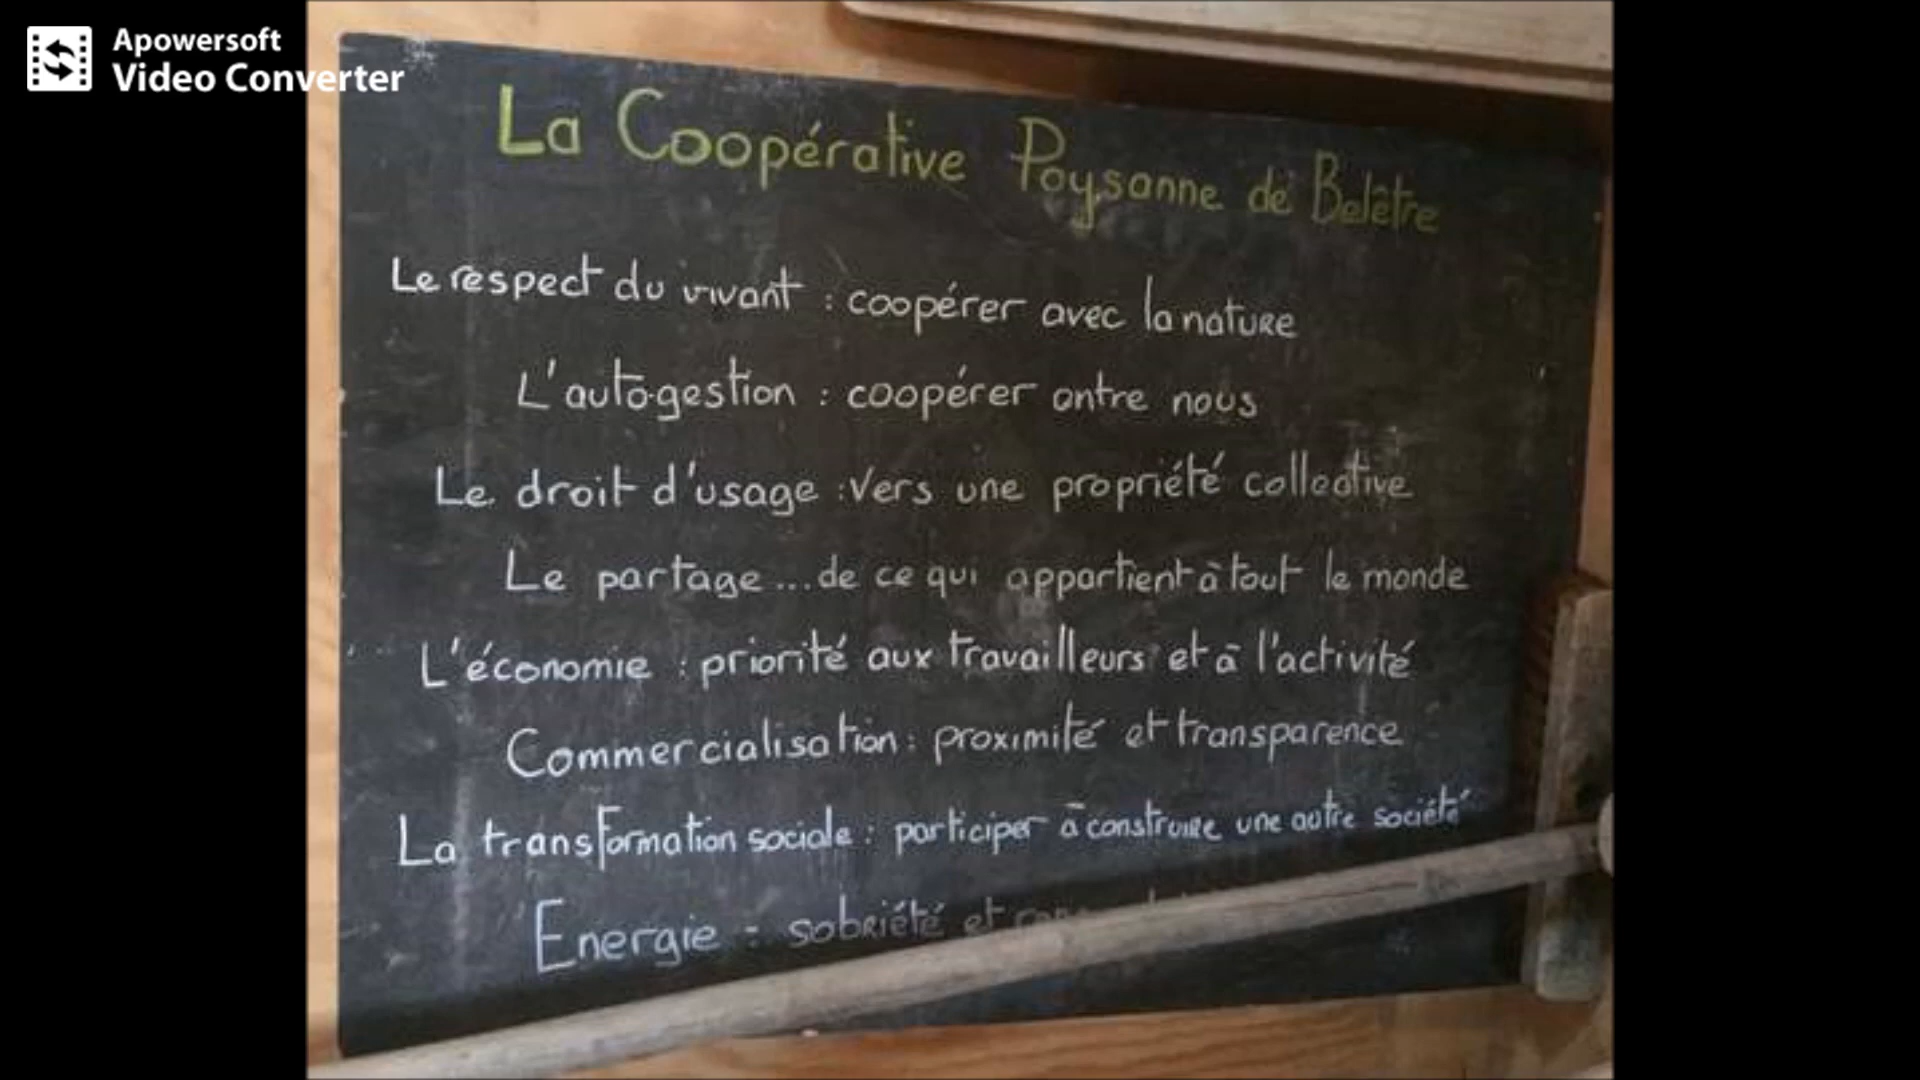 Apowersoft
Video Converter
La Coopérative Paysanne de Belêtre
Le respect du vivant : coopérer avec la nature
L'auto-gestion : coopérer entre nous
Le droit d'usage : Vers une propriété collective
Le partage ... de ce qui appartient à tout le monde
L'économie : priorité aux travailleurs et à l'activité
Commercialisation : proximité et transparence
La transformation sociale : participer à construire une autre société
Energie : sobriété et